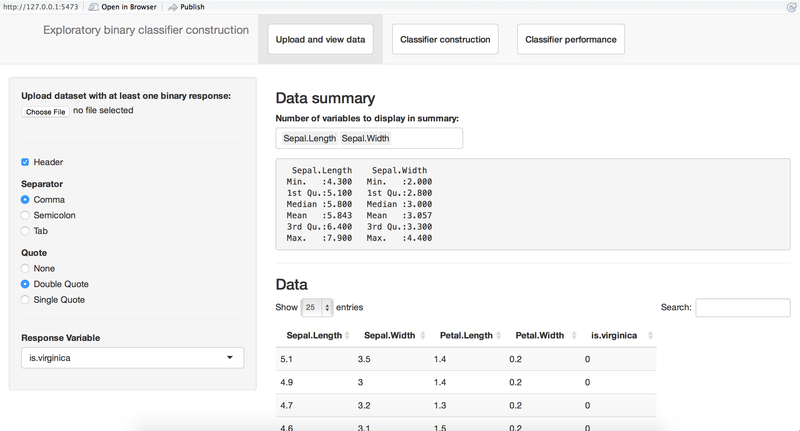 http://127.0.0.1:5473 Open in Browser Publish
Exploratory binary classifier construction Upload and view data Classifier construction Classifier performance
Upload dataset with at least one binary response:
Choose File no file selected
Header
Separator
Comma
Semicolon
Tab
Quote
None
Double Quote
Single Quote
Response Variable
is.virginica
Data summary
Number of variables to display in summary:
Sepal.Length Sepal.Width
Sepal.Length Sepal.Width
Min. :4.300 Min. :2.000
1st Qu.:5.100 1st Qu.:2.800
Median :5.800 Median :3.000
Mean :5.843 Mean :3.057
3rd Qu.:6.400 3rd Qu.:3.300
Max. :7.900 Max. :4.400
Data
Show 25 entries Search:
Sepal.Length Sepal.Width Petal.Length Petal.Width is.virginica
5.1 3.5 1.4 0.2 0
4.9 3 1.4 0.2 0
4.7 3.2 1.3 0.2 0
4.6 3.1 1.5 0.2 0